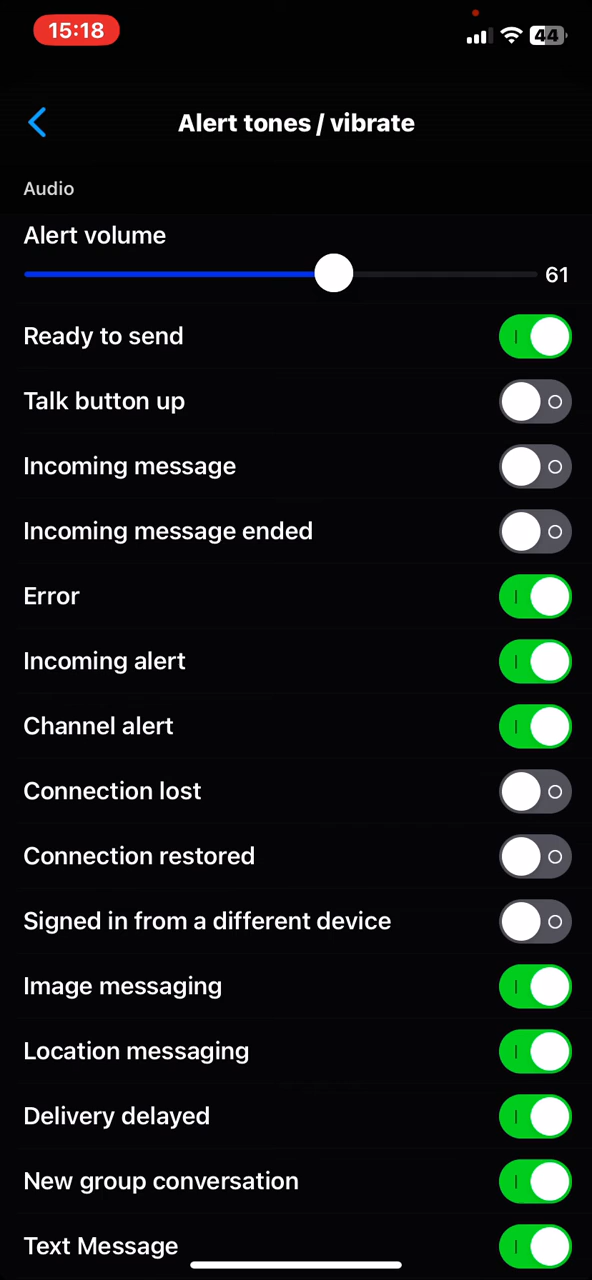 15:18
44
Alert tones / vibrate
Audio
Alert volume
61
Ready to send
Talk button up
Incoming message
Incoming message ended
Error
Incoming alert
Channel alert
Connection lost
Connection restored
Signed in from a different device
Image messaging
Location messaging
Delivery delayed
New group conversation
Text Message